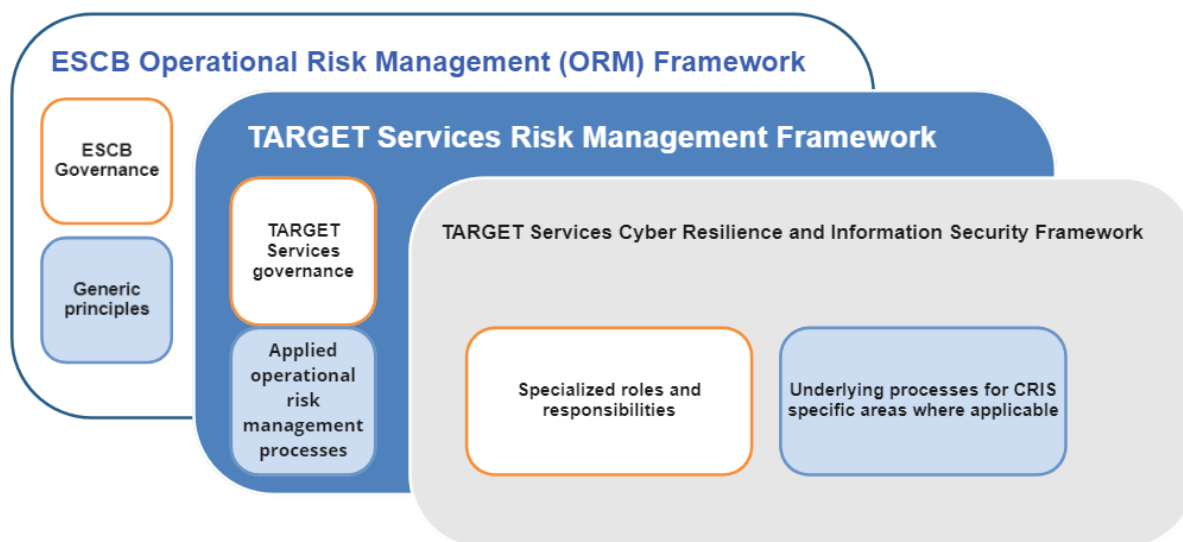 ESCB Operational Risk Management (ORM) Framework
ESCB
Governance
Generic
principles
TARGET Services Risk Management Framework
TARGET
Services
governance
Applied
operational
risk
management
processes
TARGET Services Cyber Resilience and Information Security Framework
Specialized roles and
responsibilities
Underlying processes for CRIS
specific areas where applicable